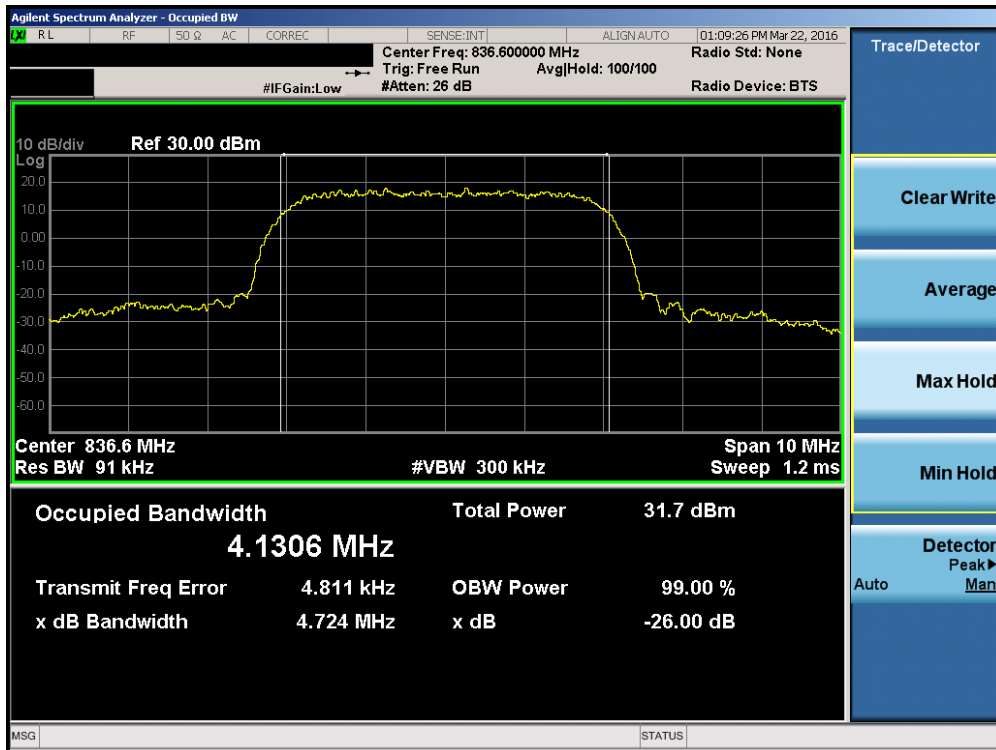 Agilent Spectrum Analyzer - Occupied BW
LXI RL RF 50 Ω AC CORREC SENSE:INT ALIGN AUTO 01:09:26 PM Mar 22, 2016
Center Freq: 836.600000 MHz Radio Std: None
Trig: Free Run Avg|Hold: 100/100
#IFGain:Low #Atten: 26 dB Radio Device: BTS
10 dB/div Ref 30.00 dBm
Log
20.0
10.0
0.00
-10.0
-20.0
-30.0
-40.0
-50.0
-60.0
Center 836.6 MHz Span 10 MHz
Res BW 91 kHz #VBW 300 kHz Sweep 1.2 ms
Occupied Bandwidth Total Power 31.7 dBm
4.1306 MHz
Transmit Freq Error 4.811 kHz OBW Power 99.00 %
x dB Bandwidth 4.724 MHz x dB -26.00 dB
MSG STATUS
Trace/Detector
Clear Write
Average
Max Hold
Min Hold
Detector
Peak▶
Auto Man